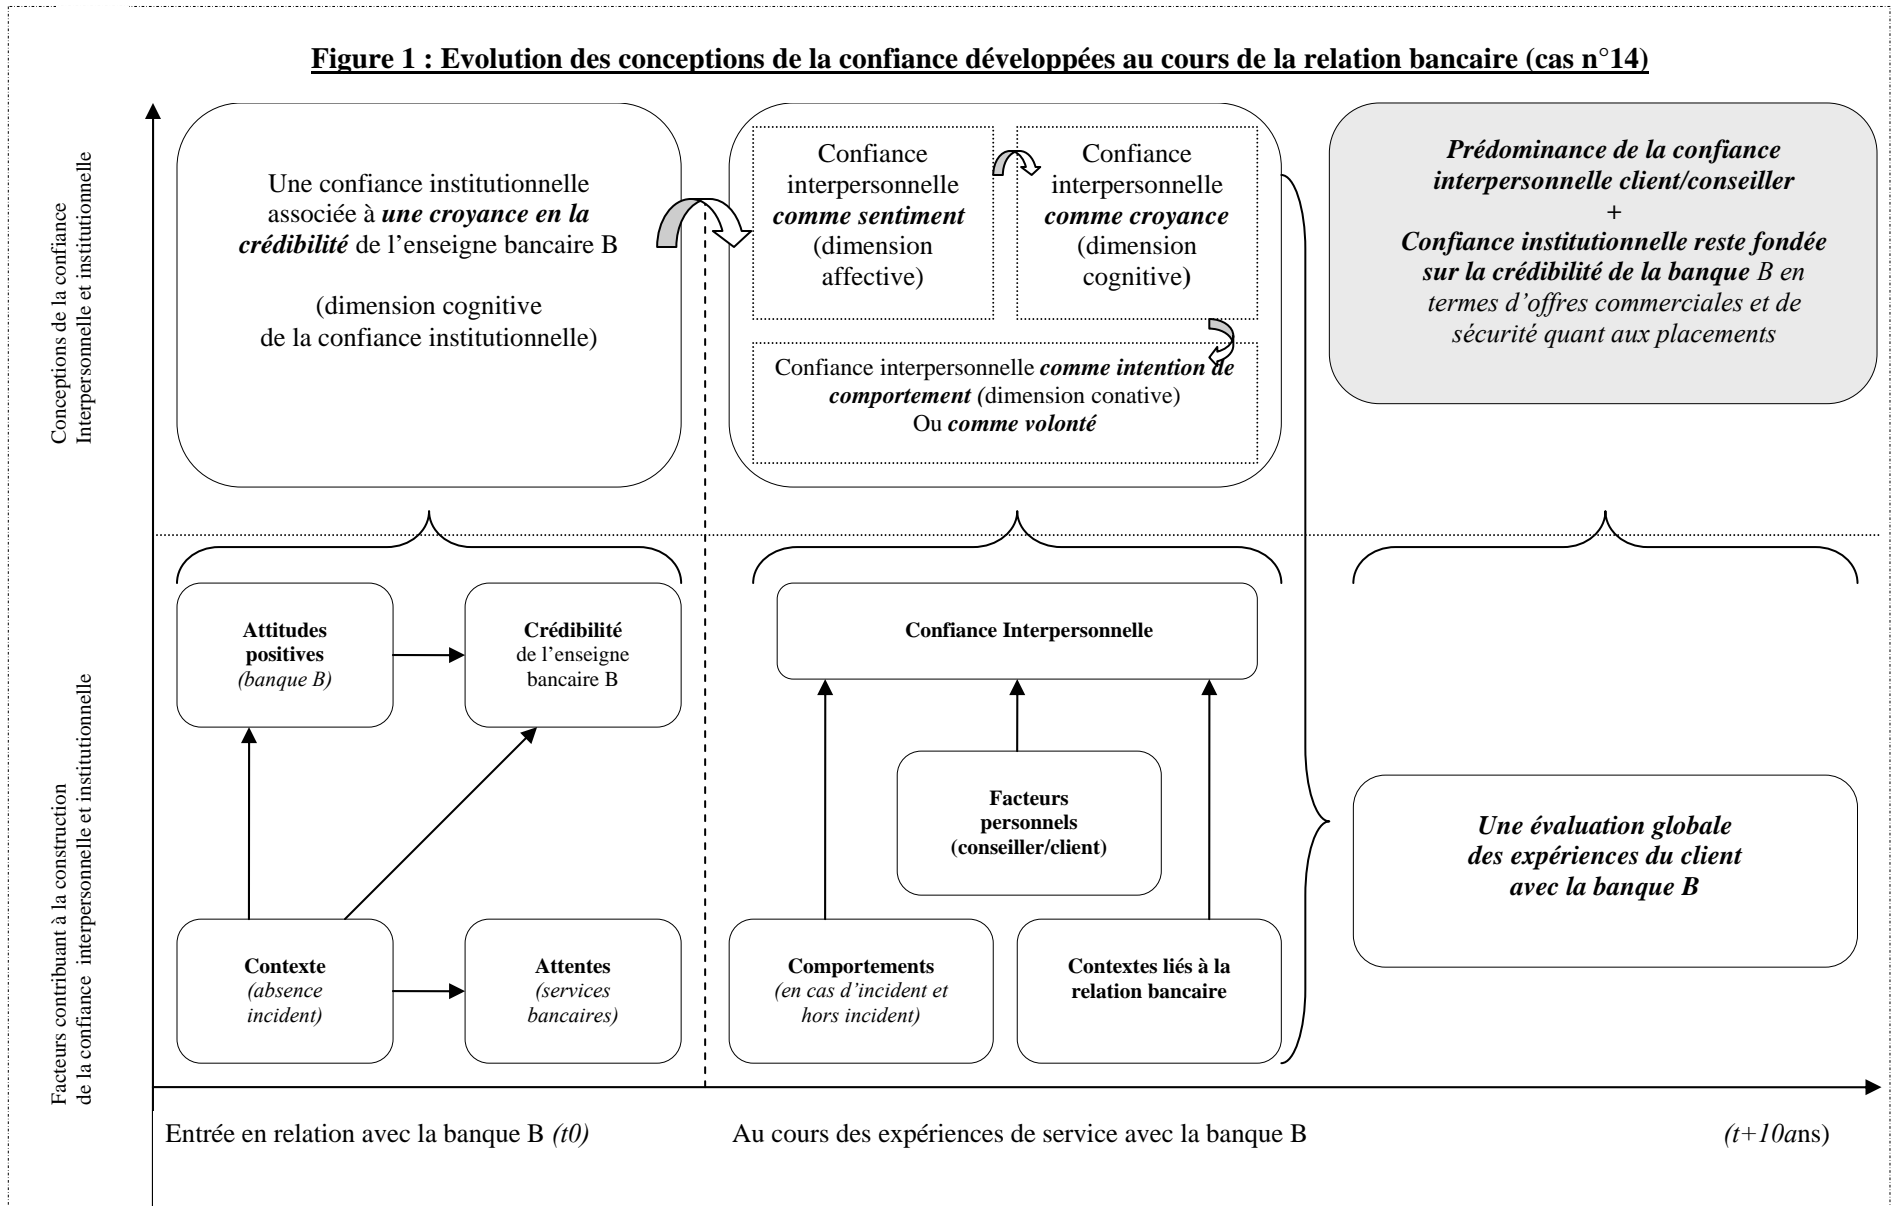 Figure 1 : Evolution des conceptions de la confiance développées au cours de la relation bancaire (cas n°14)
Conceptions de la confiance
Interpersonnelle et institutionnelle
Une confiance institutionnelle
associée à une croyance en la
crédibilité de l’enseigne bancaire B
(dimension cognitive
de la confiance institutionnelle)
Confiance
interpersonnelle
comme sentiment
(dimension
affective)
Confiance
interpersonnelle
comme croyance
(dimension
cognitive)
Confiance interpersonnelle comme intention de
comportement (dimension conative)
Ou comme volonté
Prédominance de la confiance
interpersonnelle client/conseiller
+
Confiance institutionnelle reste fondée
sur la crédibilité de la banque B en
termes d’offres commerciales et de
sécurité quant aux placements
Facteurs contribuant à la construction
de la confiance interpersonnelle et institutionnelle
Attitudes
positives
(banque B)
Crédibilité
de l’enseigne
bancaire B
Contexte
(absence
incident)
Attentes
(services
bancaires)
Confiance Interpersonnelle
Facteurs
personnels
(conseiller/client)
Comportements
(en cas d’incident et
hors incident)
Contextes liés à la
relation bancaire
Une évaluation globale
des expériences du client
avec la banque B
Entrée en relation avec la banque B (t0)
Au cours des expériences de service avec la banque B
(t+10ans)